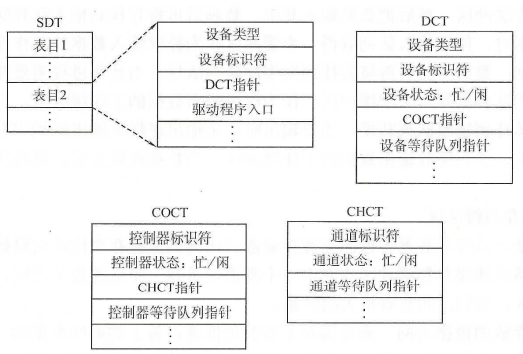 SDT
表目1
⋮
表目2
⋮
设备类型
设备标识符
DCT指针
驱动程序入口
⋮
DCT
设备类型
设备标识符
设备状态：忙/闲
COCT指针
设备等待队列指针
⋮
COCT
控制器标识符
控制器状态：忙/闲
CHCT指针
控制器等待队列指针
⋮
CHCT
通道标识符
通道状态：忙/闲
通道等待队列指针
⋮